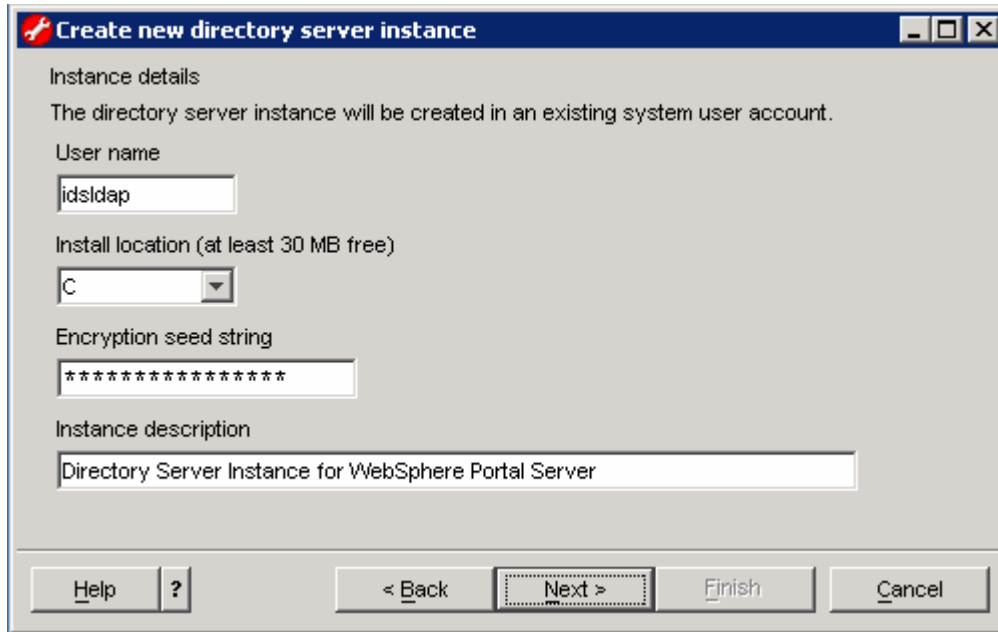 Create new directory server instance
Instance details
The directory server instance will be created in an existing system user account.
User name
idsldap
Install location (at least 30 MB free)
C
Encryption seed string
****************
Instance description
Directory Server Instance for WebSphere Portal Server
Help ? < Back Next > Finish Cancel